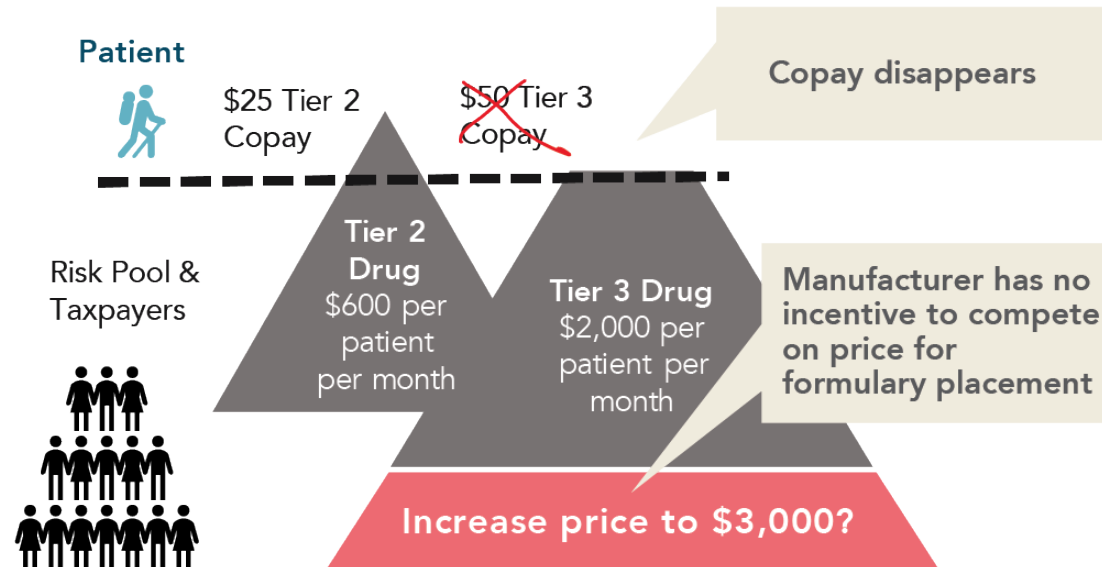 Patient
$25 Tier 2
Copay
$50 Tier 3
Copay
Copay disappears
Risk Pool &
Taxpayers
Tier 2
Drug
$600 per
patient
per month
Tier 3 Drug
$2,000 per
patient per
month
Manufacturer has no
incentive to compete
on price for
formulary placement
Increase price to $3,000?